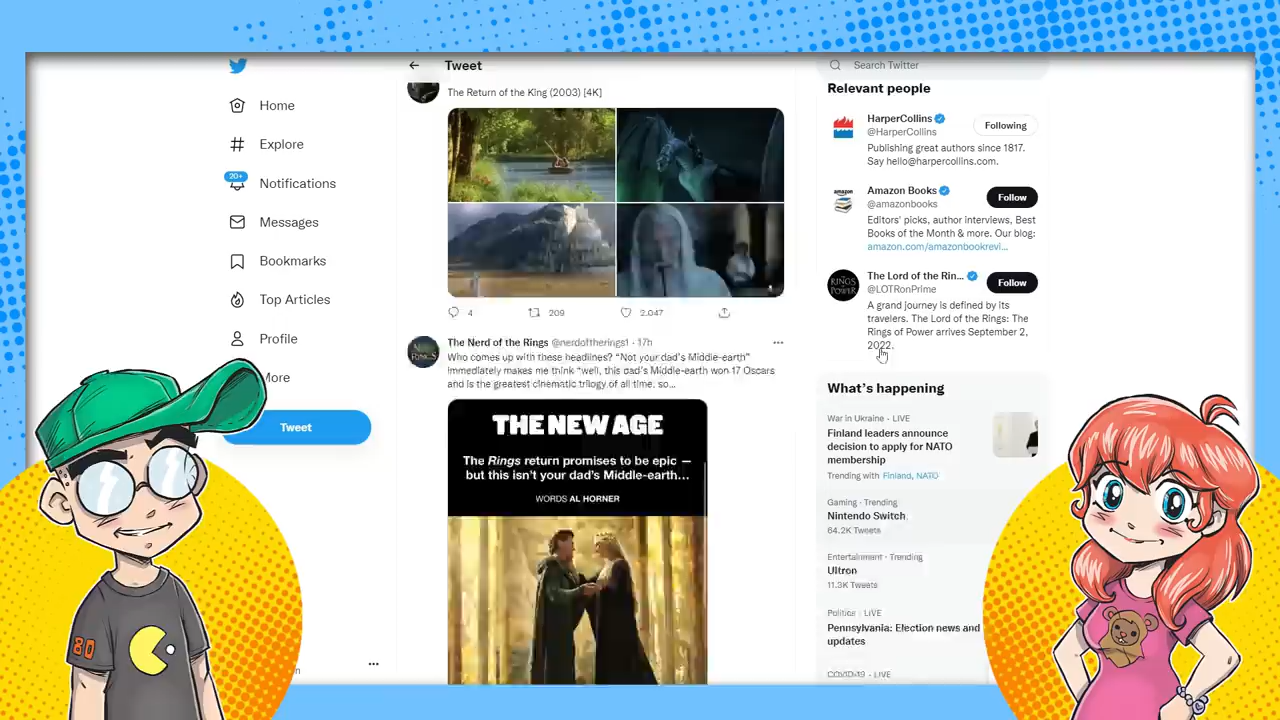 Home
Explore
20+
Notifications
Messages
Bookmarks
Top Articles
Profile
More
Tweet
Tweet
The Return of the King (2003) [4K]
4
209
2.047
The Nerd of the Rings @nerdoftherings1 · 17h
Who comes up with these headlines? “Not your dad’s Middle-earth”
immediately makes me think “well, this dad’s Middle-earth won 17 Oscars
and is the greatest cinematic trilogy of all time, so...
THE NEW AGE
The Rings return promises to be epic —
but this isn’t your dad’s Middle-earth...
WORDS AL HORNER
Search Twitter
Relevant people
HarperCollins
@HarperCollins
Following
Publishing great authors since 1817.
Say hello@harpercollins.com.
amazon
books
Amazon Books
@amazonbooks
Follow
Editors' picks, author interviews, Best
Books of the Month & more. Our blog:
amazon.com/amazonbookrevi...
RINGS
POWER
The Lord of the Rin...
@LOTRonPrime
Follow
A grand journey is defined by its
travelers. The Lord of the Rings: The
Rings of Power arrives September 2,
2022.
What's happening
War in Ukraine · LIVE
Finland leaders announce
decision to apply for NATO
membership
Trending with Finland, NATO
Gaming · Trending
Nintendo Switch
64.2K Tweets
Entertainment · Trending
Ultron
11.3K Tweets
Politics · LIVE
Pennsylvania: Election news and
updates
COVID-19 · LIVE
80